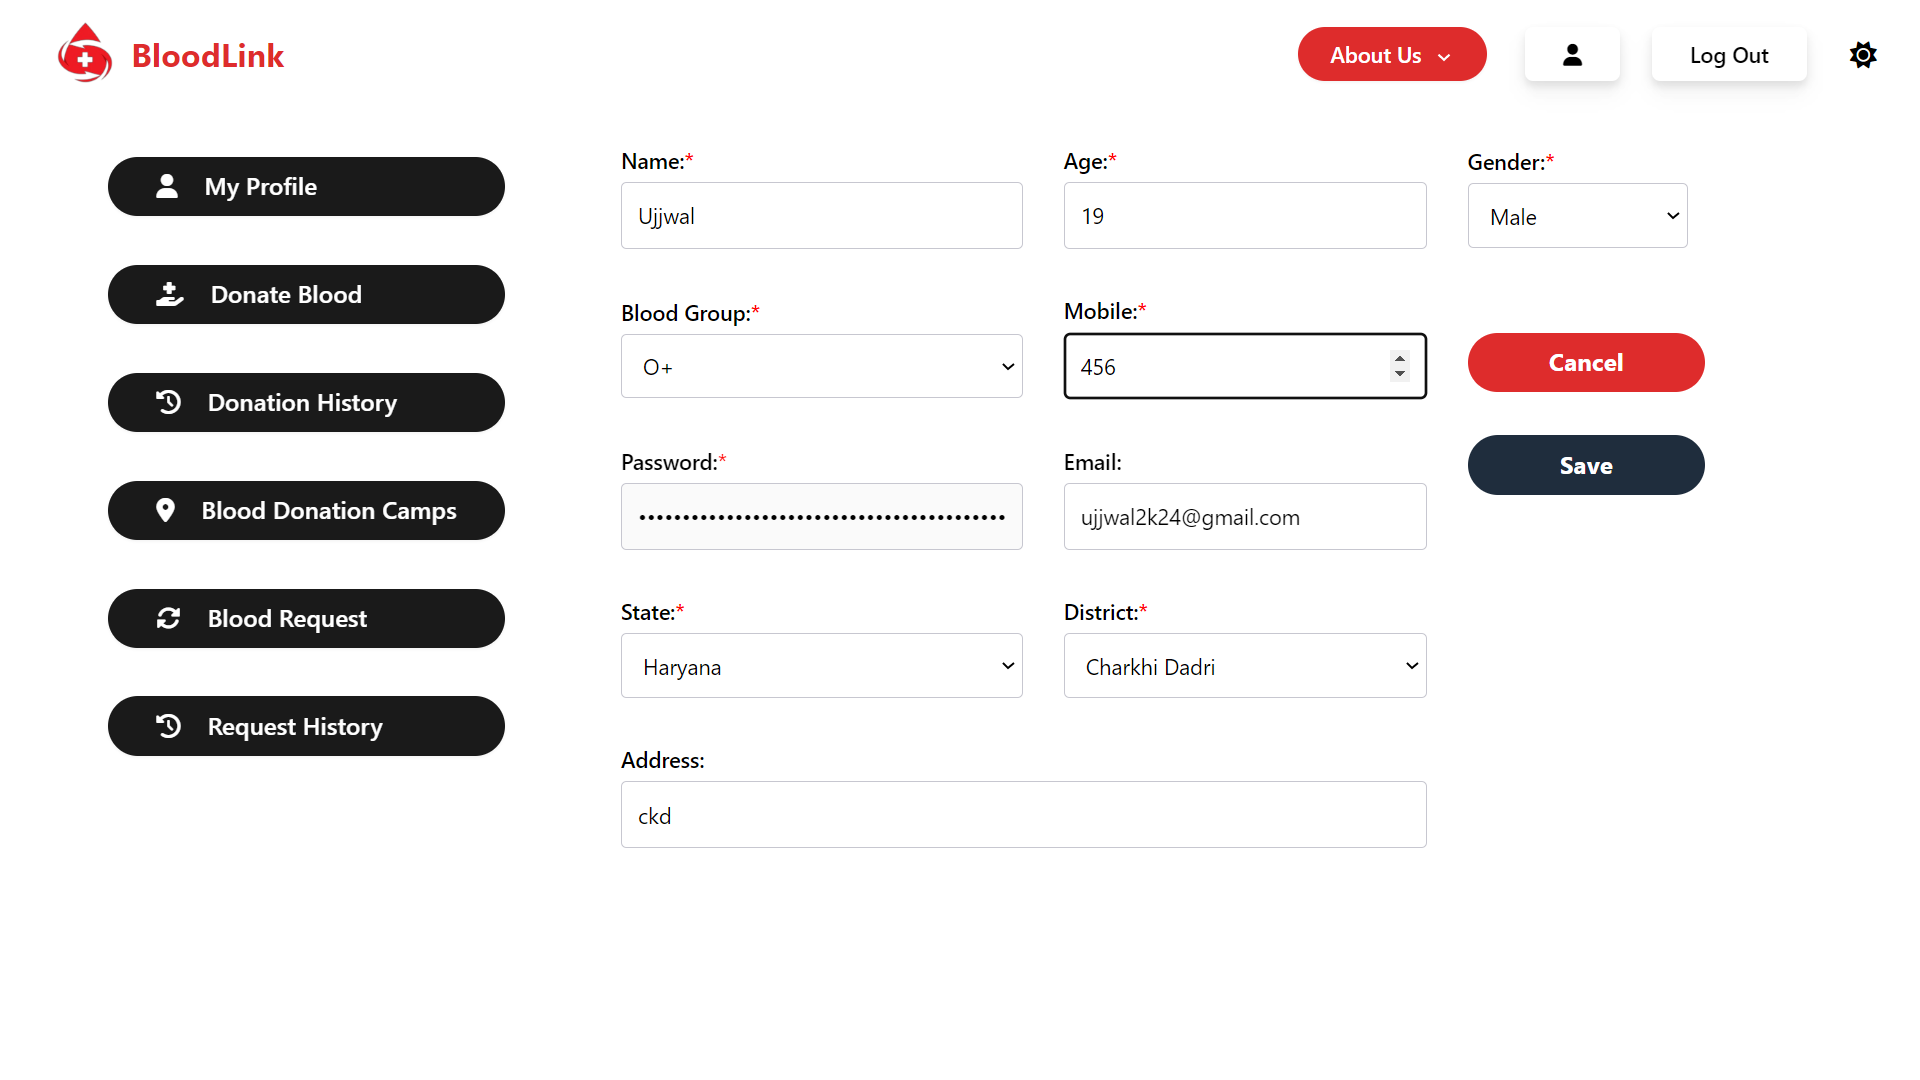 BloodLink
About Us
Log Out
My Profile
Donate Blood
Donation History
Blood Donation Camps
Blood Request
Request History
Name:*
Ujjwal
Age:*
19
Gender:*
Male
Blood Group:*
O+
Mobile:*
456
Cancel
Password:*
••••••••••••••••••••••••••••••••••••••••••
Email:
ujjwal2k24@gmail.com
Save
State:*
Haryana
District:*
Charkhi Dadri
Address:
ckd